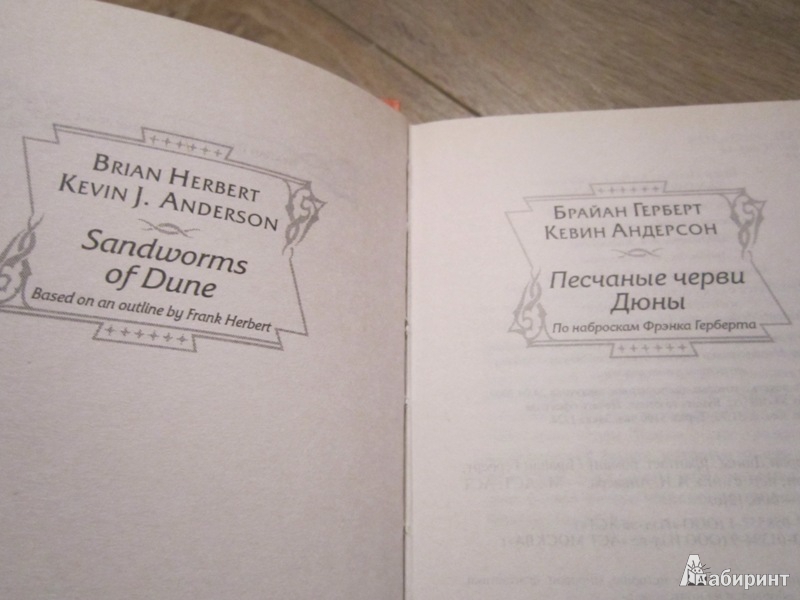 BRIAN HERBERT
KEVIN J. ANDERSON
Sandworms
of Dune
Based on an outline by Frank Herbert
БРАЙАН ГЕРБЕРТ
КЕВИН АНДЕРСОН
Песчаные черви
Дюны
По наброскам Фрэнка Герберта
Лабиринт